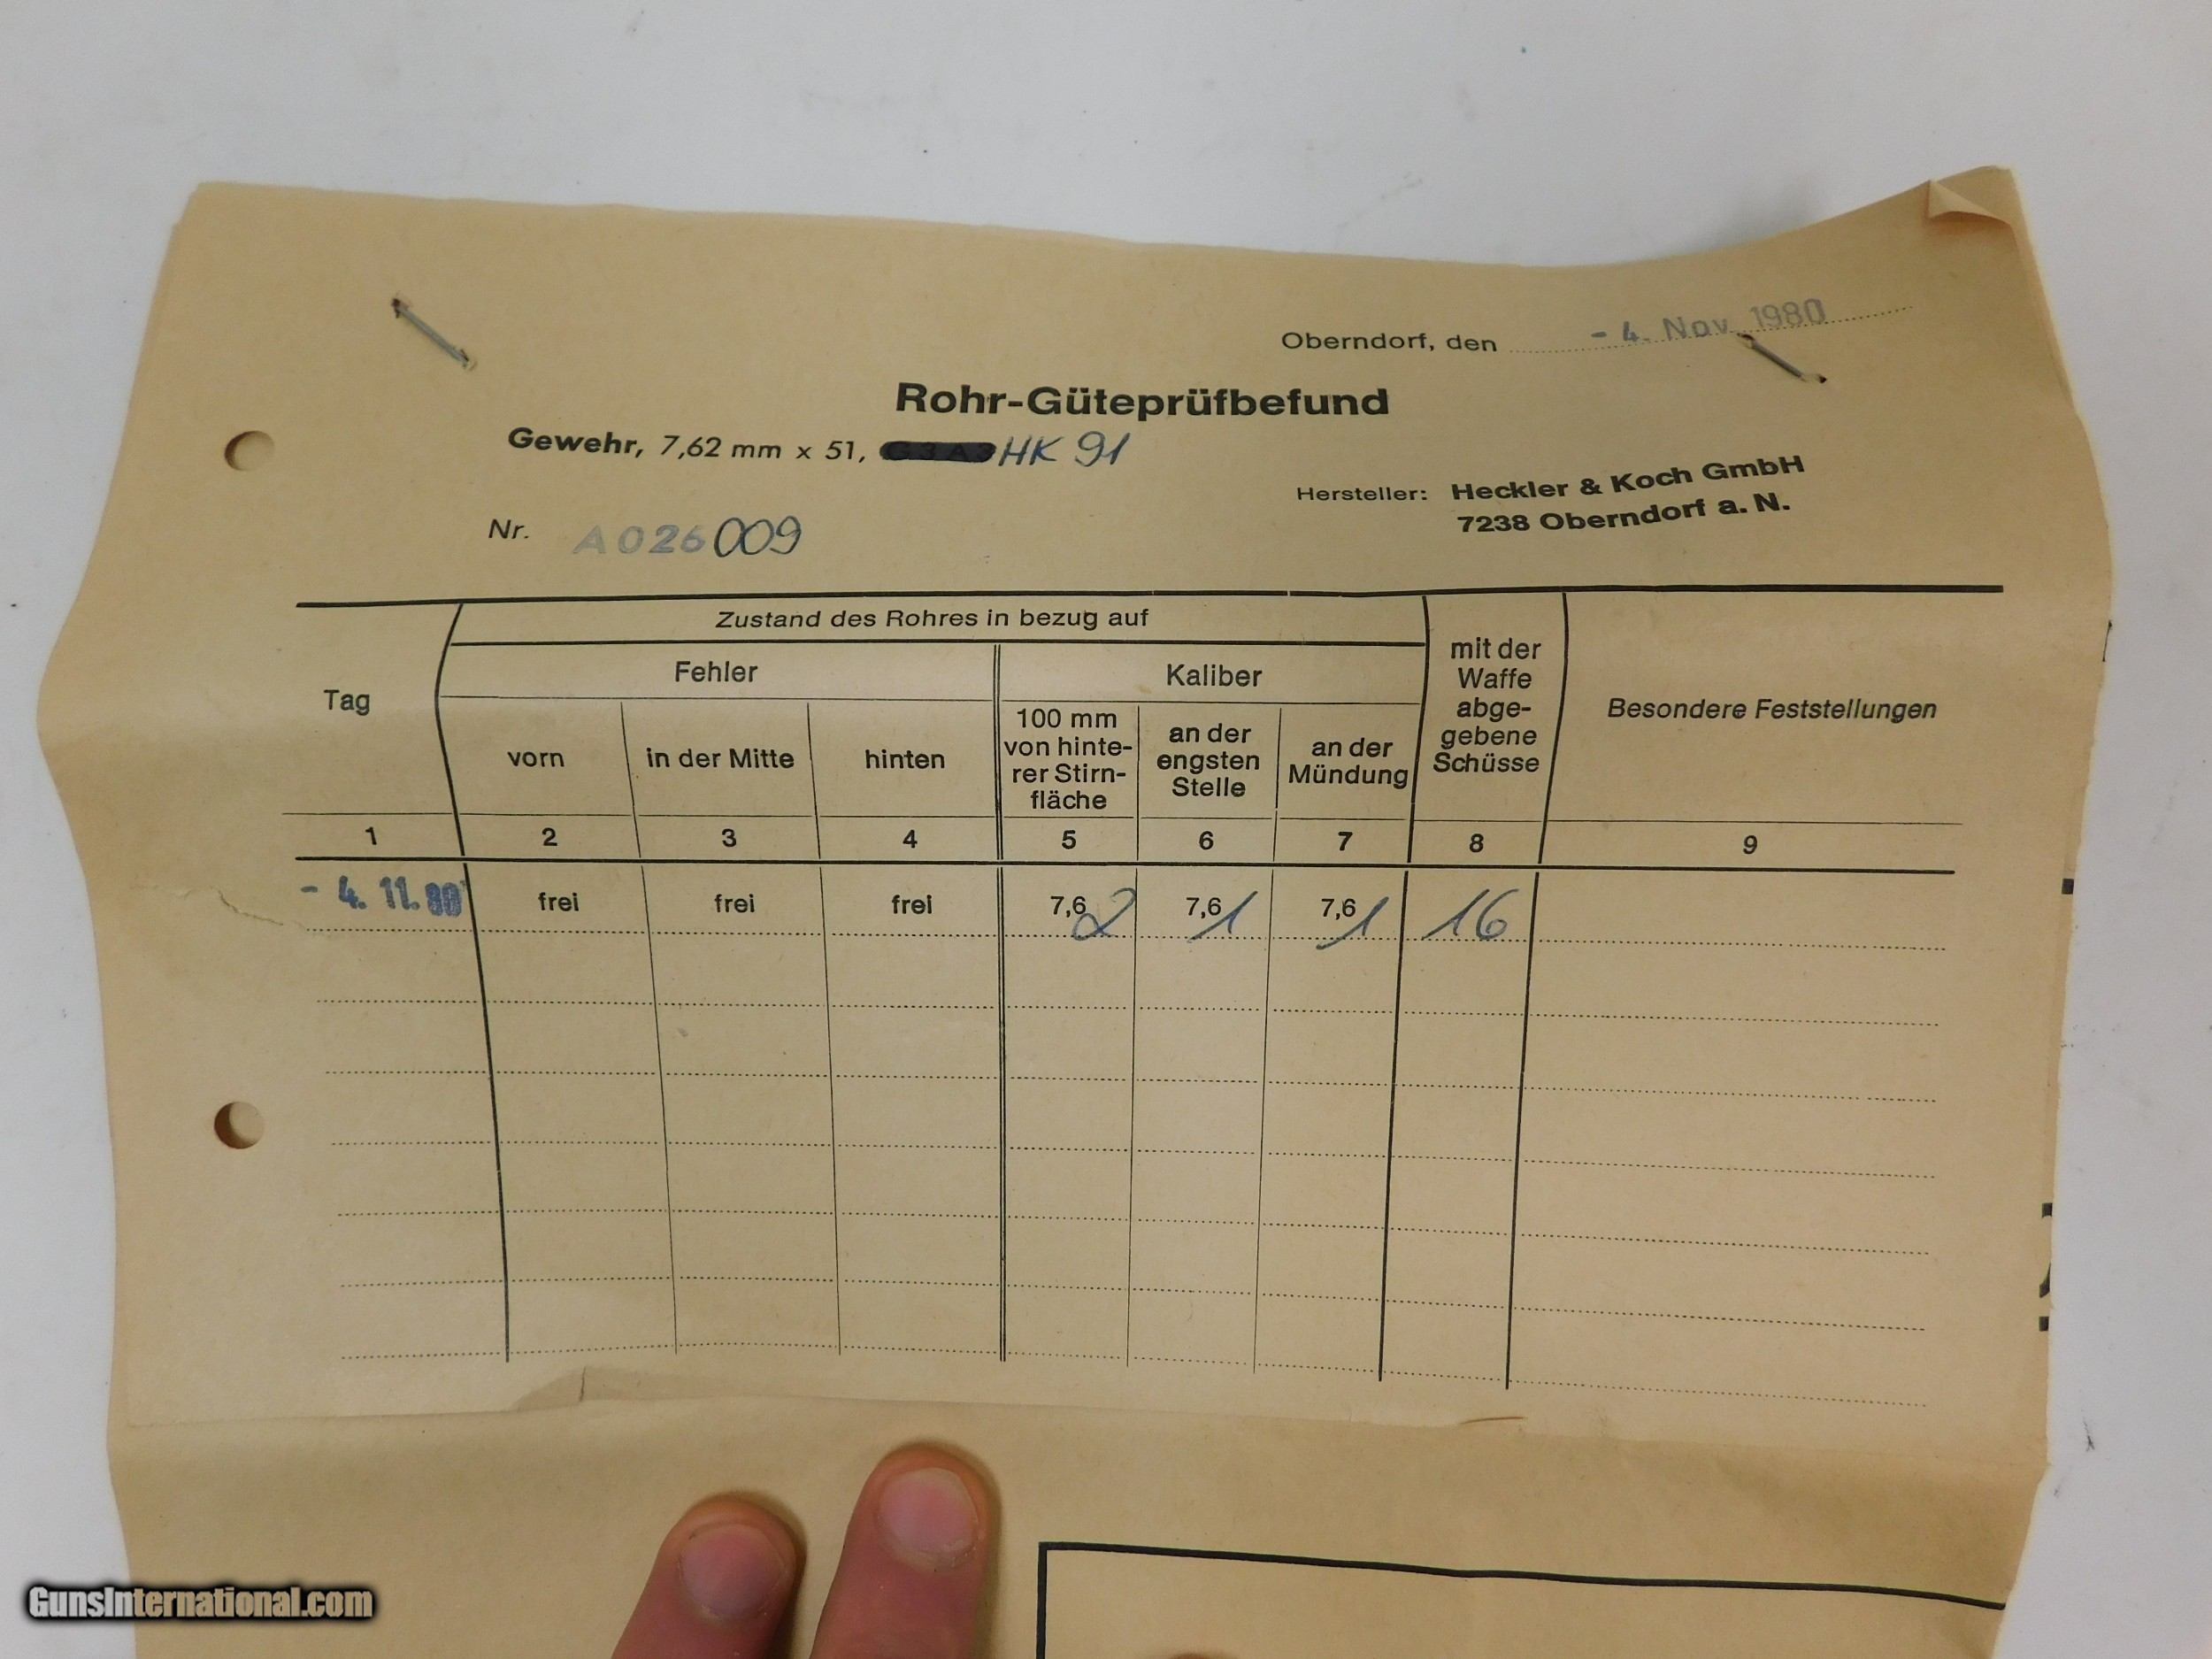 Oberndorf, den - 4. Nov. 1980
Rohr-Güteprüfbefund
Gewehr, 7,62 mm x 51, G3A3 HK 91
Hersteller: Heckler & Koch GmbH
7238 Oberndorf a. N.
Nr. A026009
Zustand des Rohres in bezug auf
Tag
Fehler
Kaliber
mit der
Waffe
abge-
gebene
Schüsse
Besondere Feststellungen
vorn
in der Mitte
hinten
100 mm
von hinte-
rer Stirn-
fläche
an der
engsten
Stelle
an der
Mündung
1 2 3 4 5 6 7 8 9
- 4. 11. 80 frei frei frei 7,62 7,61 7,61 16
GunsInternational.com